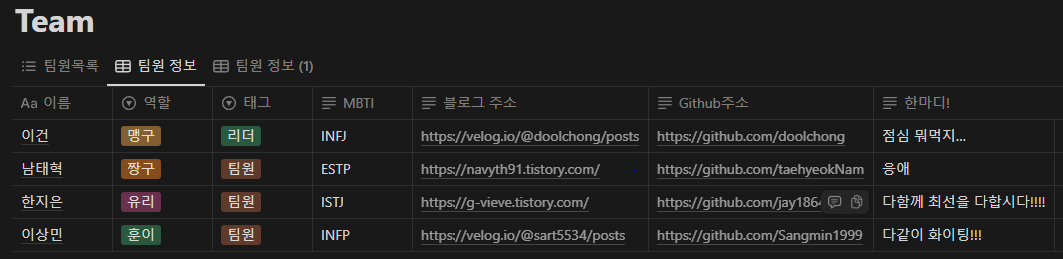 Team
팀원목록 팀원 정보 팀원 정보 (1)
Aa 이름 역할 태그 MBTI 블로그 주소 Github주소 한마디!
이건 맹구 리더 INFJ https://velog.io/@doolchong/posts https://github.com/doolchong 점심 뭐먹지...
남태혁 짱구 팀원 ESTP https://navyth91.tistory.com/ https://github.com/taehyeokNam 응애
한지은 유리 팀원 ISTJ https://g-vieve.tistory.com/ https://github.com/jay1864 다함께 최선을 다합시다!!!!
이상민 훈이 팀원 INFP https://velog.io/@sart5534/posts https://github.com/Sangmin1999 다같이 화이팅!!!